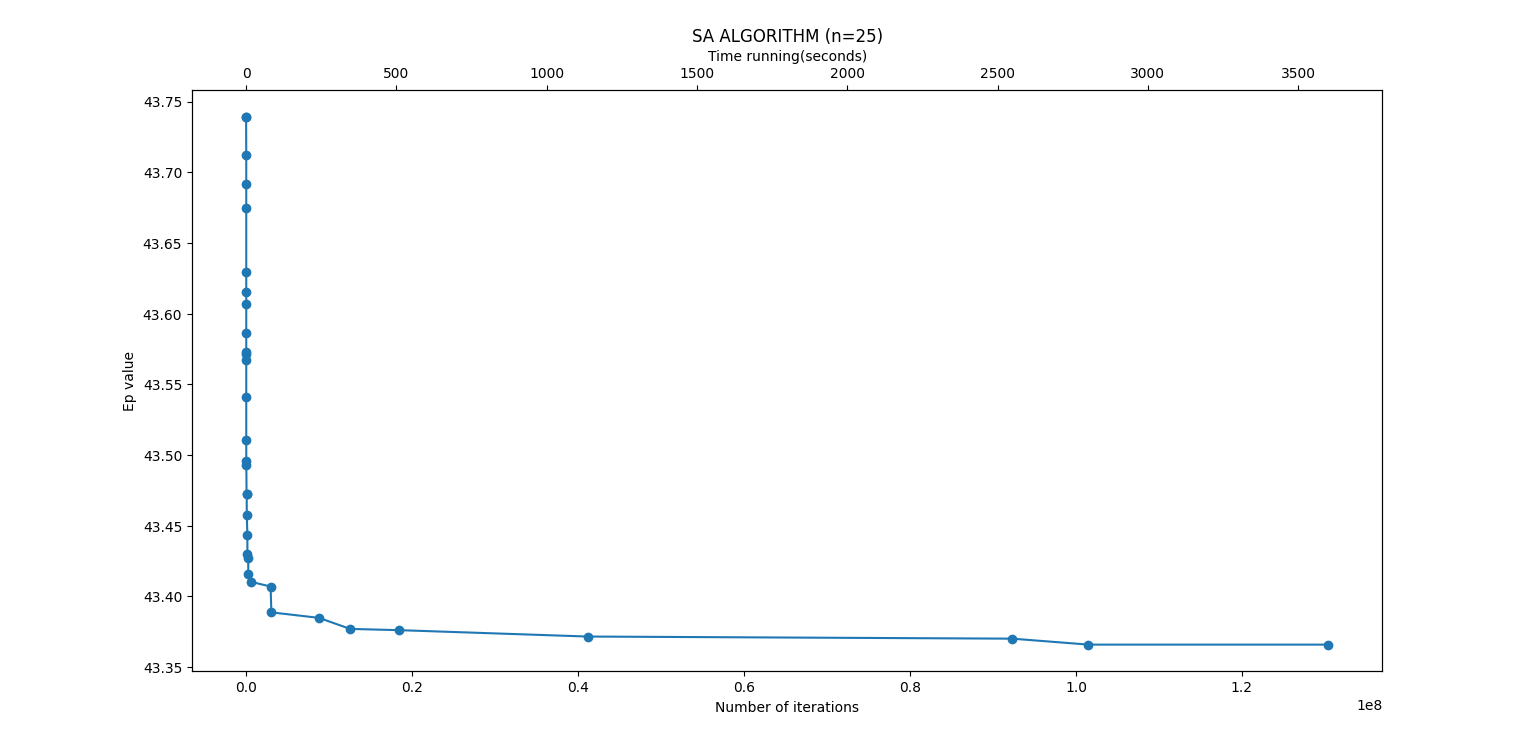 SA ALGORITHM (n=25)
Time running(seconds)
0 500 1000 1500 2000 2500 3000 3500
43.75
43.70
43.65
43.60
43.55
43.50
43.45
43.40
43.35
Ep value
0.0 0.2 0.4 0.6 0.8 1.0 1.2
1e8
Number of iterations